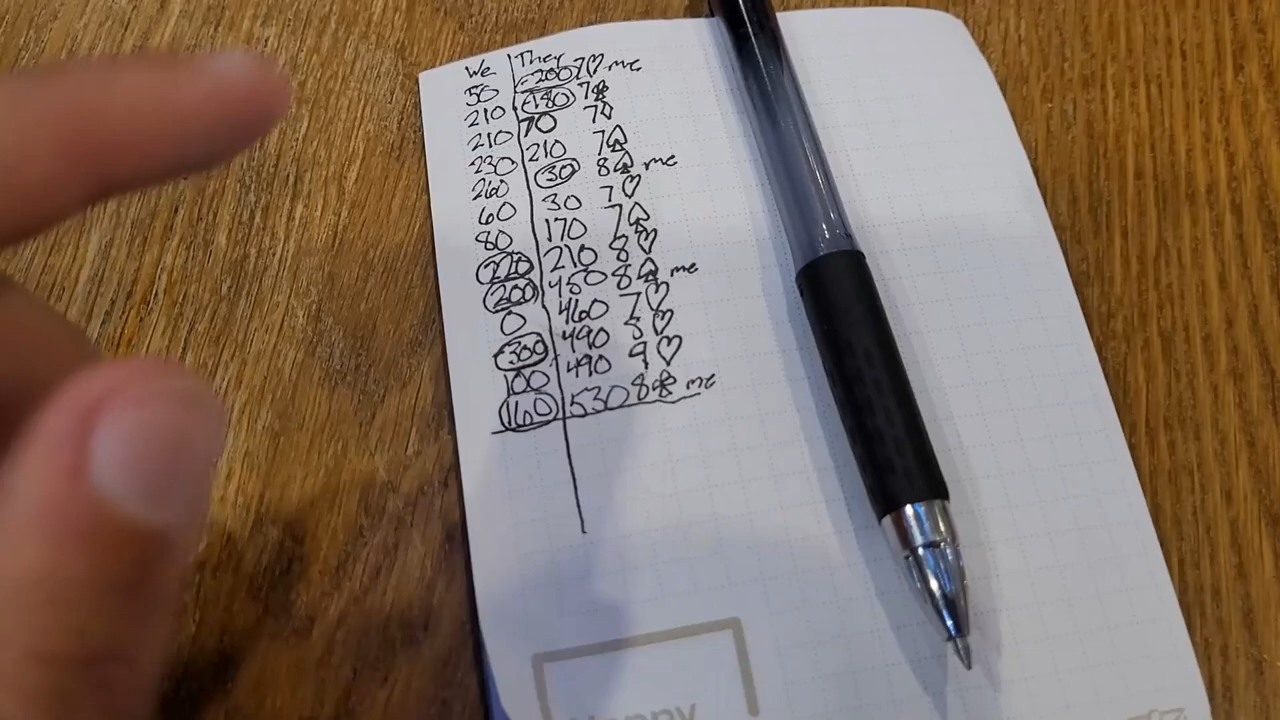 We They
50 -200 7♡ me
210 -180 7♣
210 70 7♢
230 210 7♤
260 30 8♤ me
60 30 7♡
80 170 7♤
220 210 8♡
200 450 8♤ me
0 460 7♡
-300 490 8♡
100 490 9♡
160 530 8♣ me